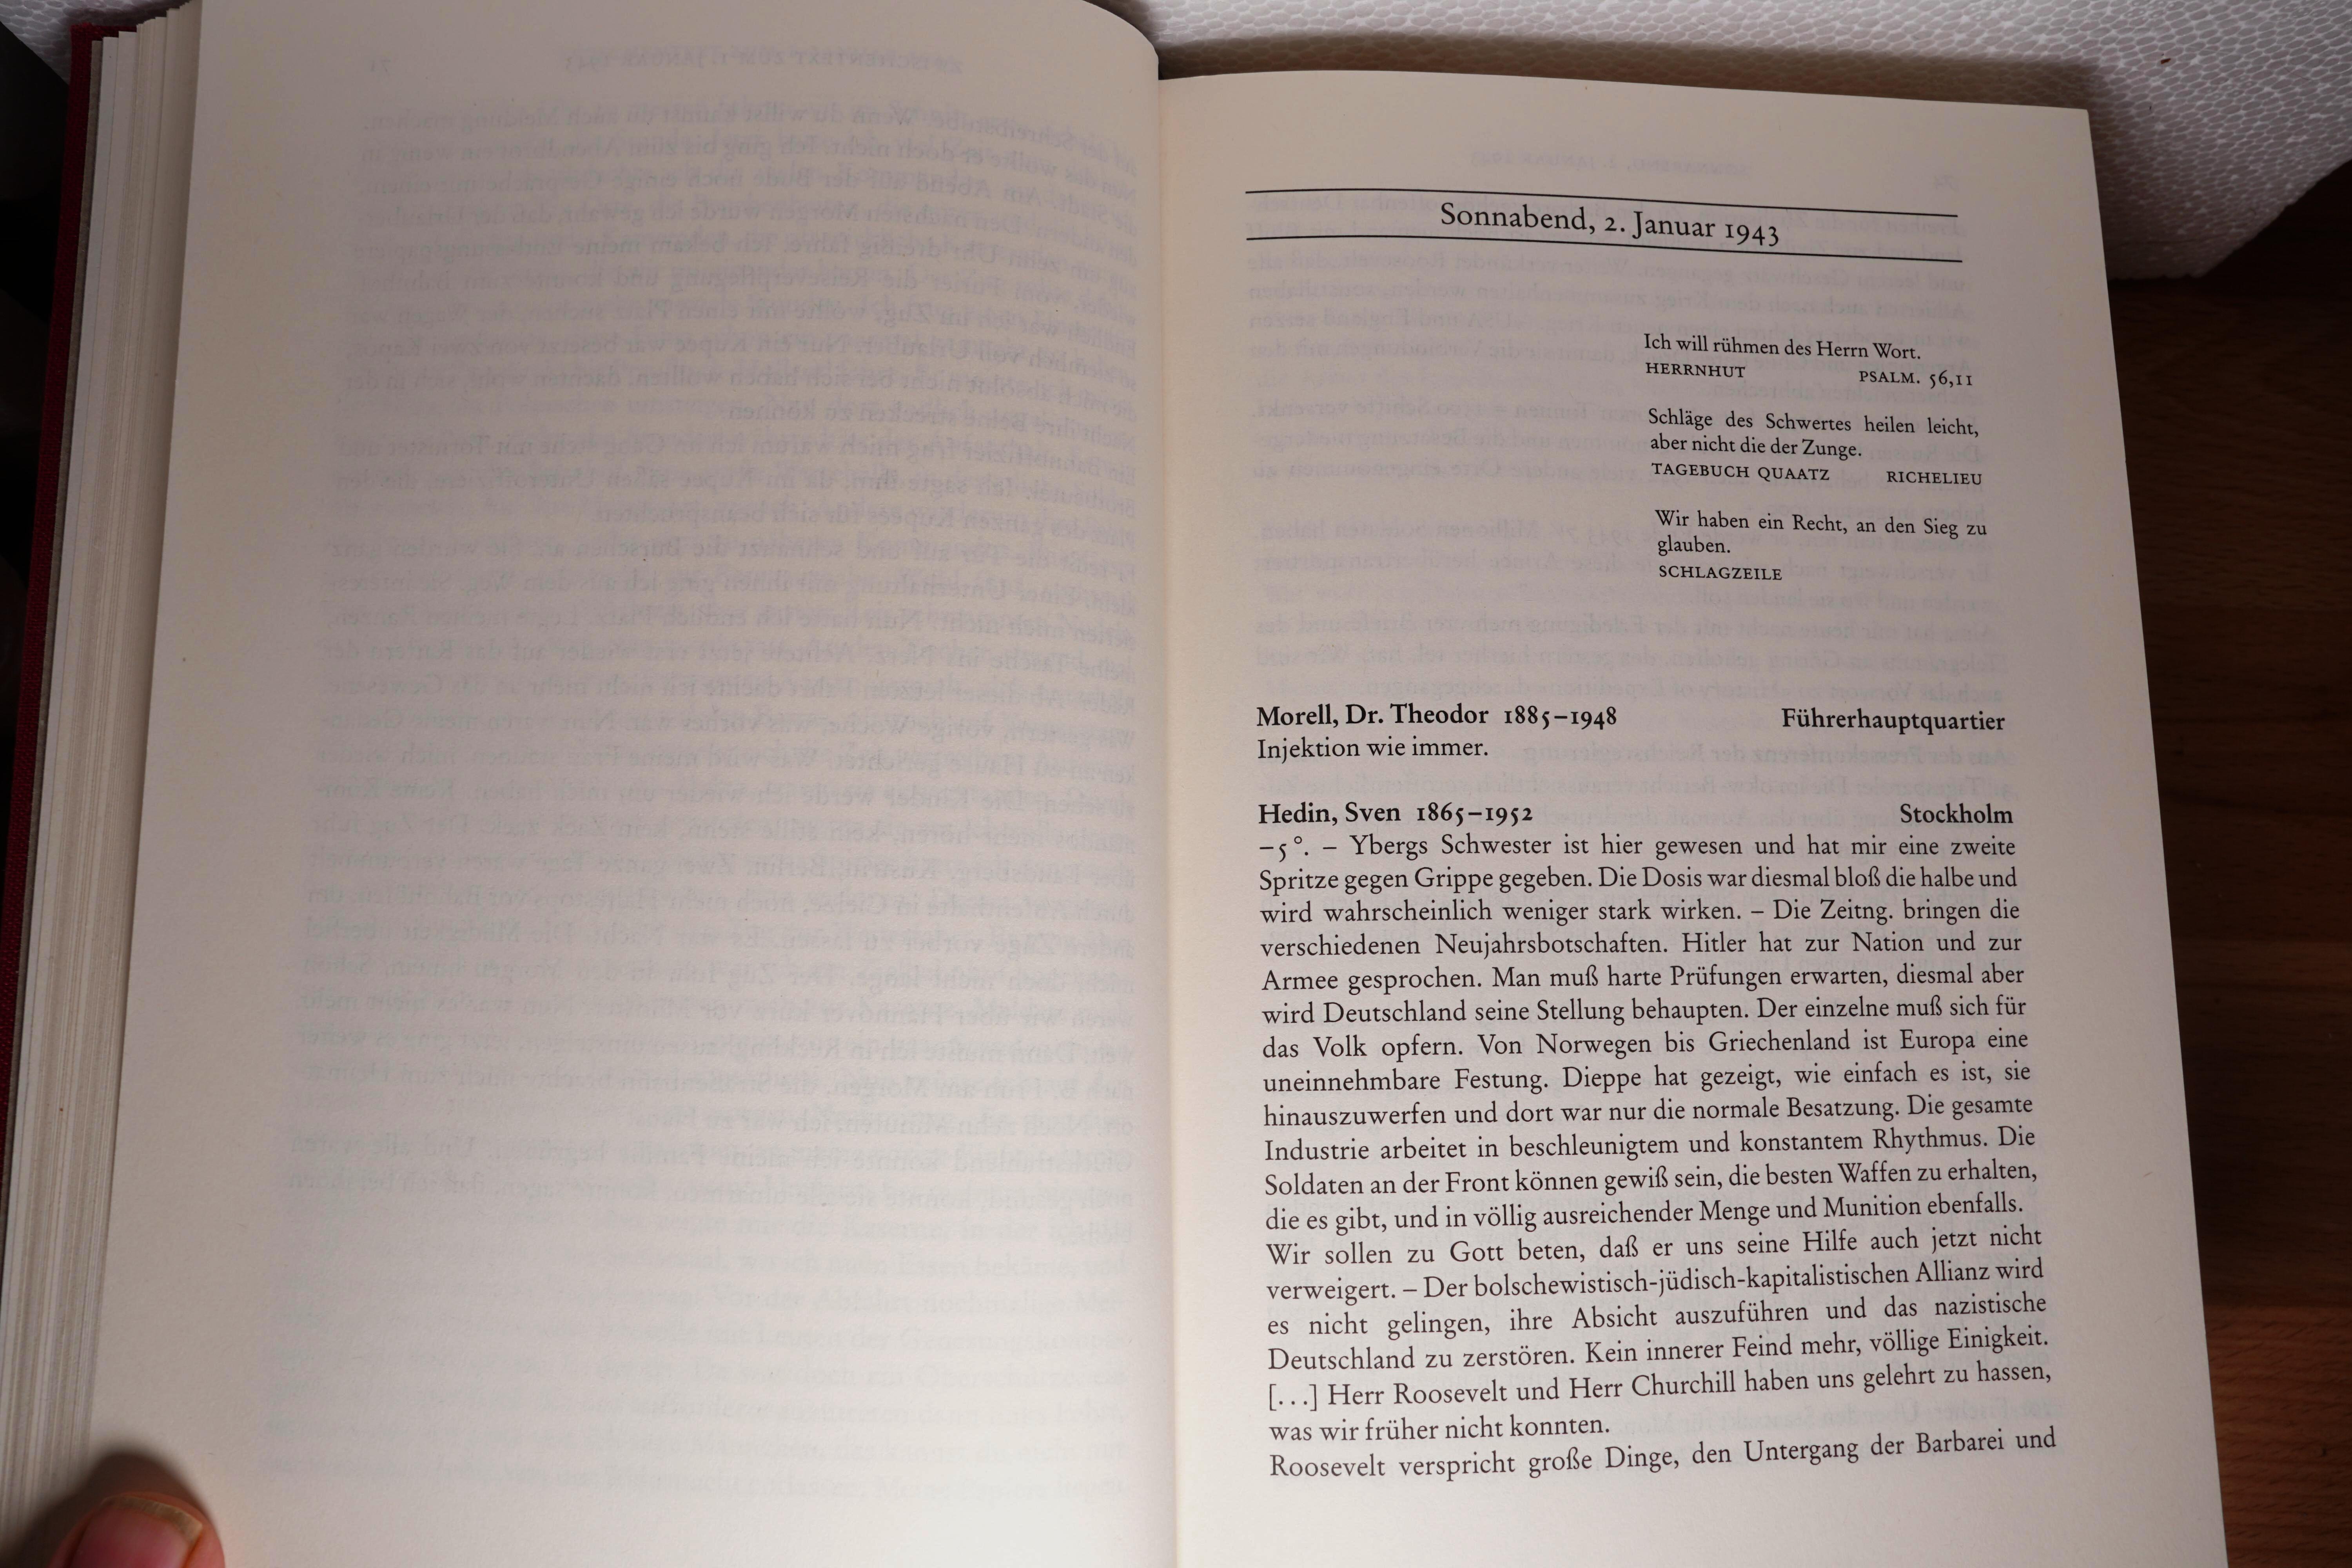 Sonnabend, 2. Januar 1943
Ich will rühmen des Herrn Wort.
HERRNHUT PSALM. 56,11
Schläge des Schwertes heilen leicht,
aber nicht die der Zunge.
TAGEBUCH QUAATZ RICHELIEU
Wir haben ein Recht, an den Sieg zu
glauben.
SCHLAGZEILE
Morell, Dr. Theodor 1885–1948 Führerhauptquartier
Injektion wie immer.
Hedin, Sven 1865–1952 Stockholm
–5°. – Ybergs Schwester ist hier gewesen und hat mir eine zweite
Spritze gegen Grippe gegeben. Die Dosis war diesmal bloß die halbe und
wird wahrscheinlich weniger stark wirken. – Die Zeitng. bringen die
verschiedenen Neujahrsbotschaften. Hitler hat zur Nation und zur
Armee gesprochen. Man muß harte Prüfungen erwarten, diesmal aber
wird Deutschland seine Stellung behaupten. Der einzelne muß sich für
das Volk opfern. Von Norwegen bis Griechenland ist Europa eine
uneinnehmbare Festung. Dieppe hat gezeigt, wie einfach es ist, sie
hinauszuwerfen und dort war nur die normale Besatzung. Die gesamte
Industrie arbeitet in beschleunigtem und konstantem Rhythmus. Die
Soldaten an der Front können gewiß sein, die besten Waffen zu erhalten,
die es gibt, und in völlig ausreichender Menge und Munition ebenfalls.
Wir sollen zu Gott beten, daß er uns seine Hilfe auch jetzt nicht
verweigert. – Der bolschewistisch-jüdisch-kapitalistischen Allianz wird
es nicht gelingen, ihre Absicht auszuführen und das nazistische
Deutschland zu zerstören. Kein innerer Feind mehr, völlige Einigkeit.
[...] Herr Roosevelt und Herr Churchill haben uns gelehrt zu hassen,
was wir früher nicht konnten.
Roosevelt verspricht große Dinge, den Untergang der Barbarei und